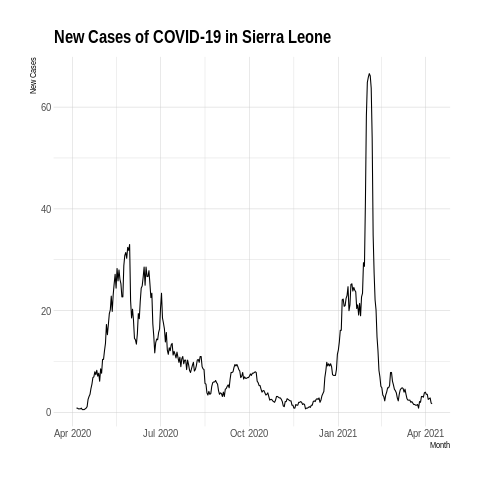 New Cases of COVID-19 in Sierra Leone
New Cases
60
40
20
0
Apr 2020 Jul 2020 Oct 2020 Jan 2021 Apr 2021
Month